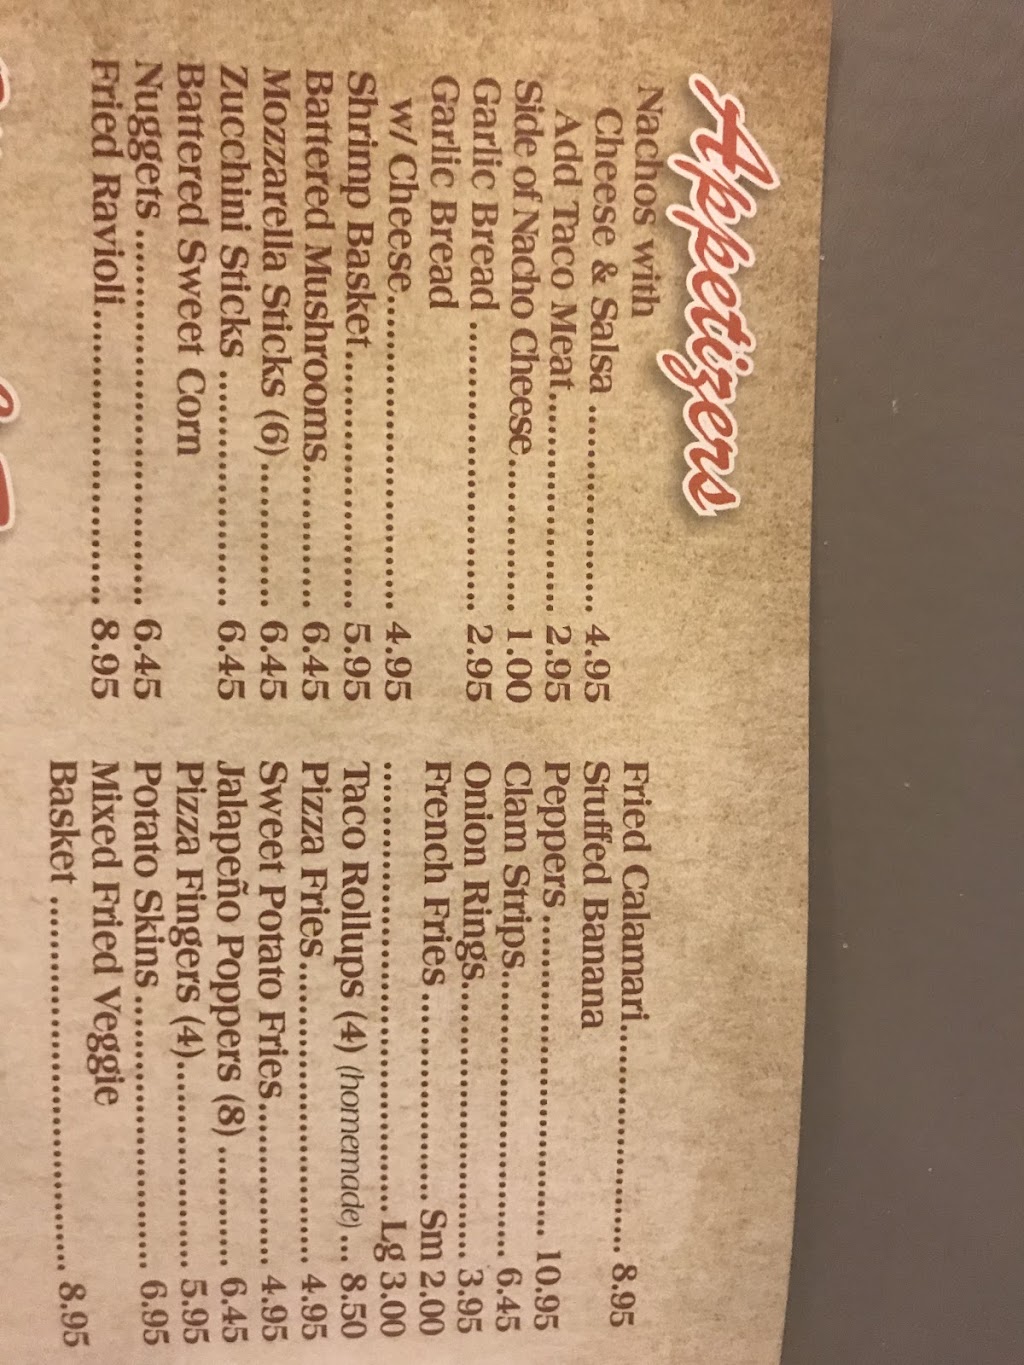 Appetizers
Nachos with
Cheese & Salsa ................. 4.95
Add Taco Meat.................... 2.95
Side of Nacho Cheese.............. 1.00
Garlic Bread .......................... 2.95
Garlic Bread
w/ Cheese........................... 4.95
Shrimp Basket...................... 5.95
Battered Mushrooms............. 6.45
Mozzarella Sticks (6)............. 6.45
Zucchini Sticks ..................... 6.45
Battered Sweet Corn
Nuggets ................................. 6.45
Fried Ravioli......................... 8.95
Fried Calamari.................... 8.95
Stuffed Banana
Peppers ............................ 10.95
Clam Strips......................... 6.45
Onion Rings........................ 3.95
French Fries .................. Sm 2.00
....................................... Lg 3.00
Taco Rollups (4) (homemade)... 8.50
Pizza Fries.......................... 4.95
Sweet Potato Fries.............. 4.95
Jalapeño Poppers (8) .......... 6.45
Pizza Fingers (4).................. 5.95
Potato Skins ........................ 6.95
Mixed Fried Veggie
Basket ................................ 8.95